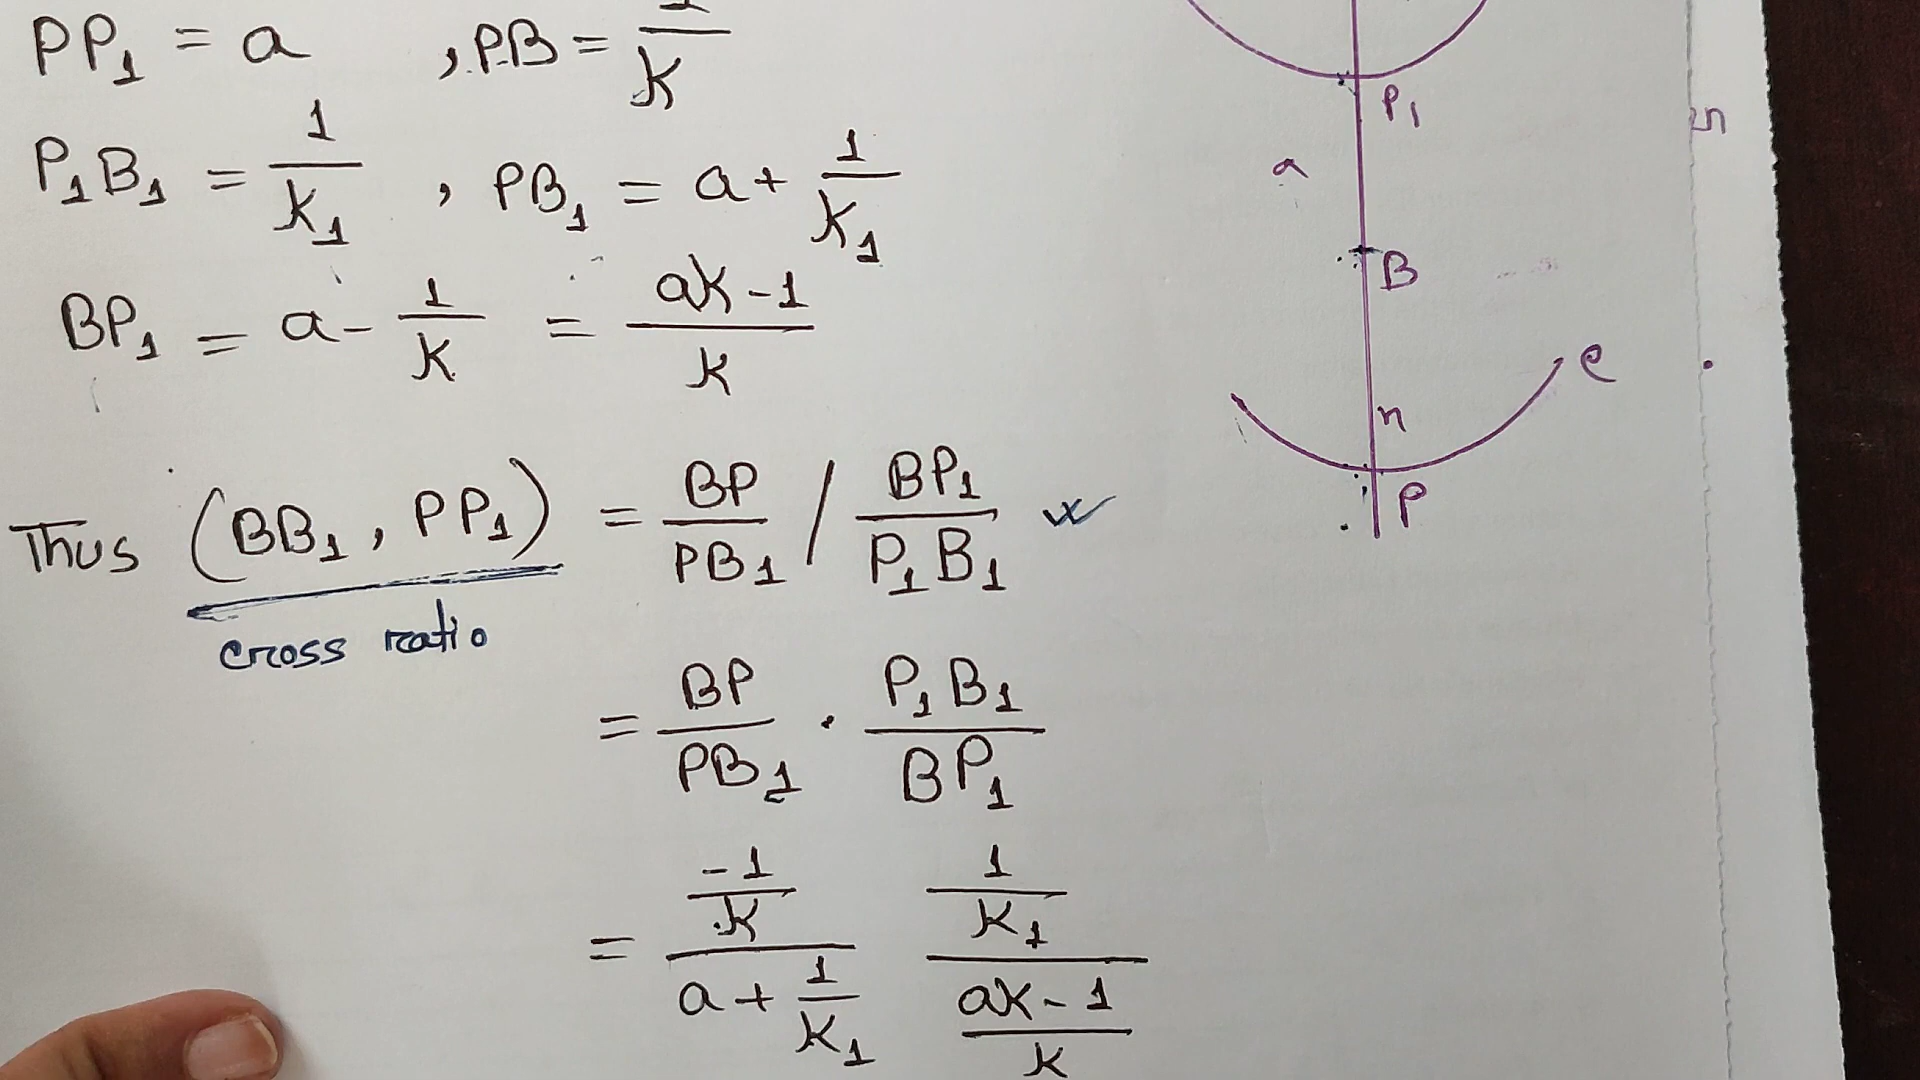 PP₁ = a , PB = 1/K
P₁B₁ = 1/K₁ , PB₁ = a + 1/K₁
BP₁ = a - 1/K = aK-1/K
Thus (BB₁, PP₁) = BP/PB₁ / BP₁/P₁B₁
cross ratio
= BP/PB₁ · P₁B₁/BP₁
= -1/K / a + 1/K₁ 1/K₁ / aK-1/K
P₁
a
B
C
n
P
5